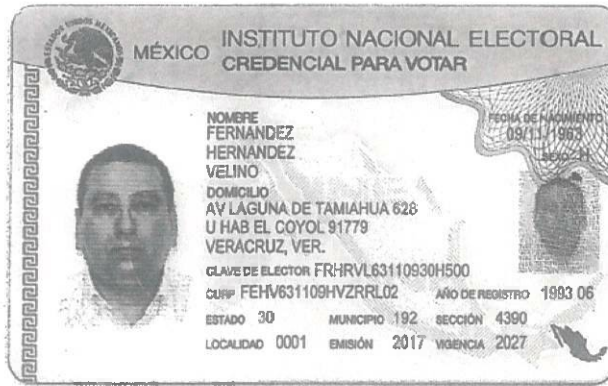 MÉXICO
INSTITUTO NACIONAL ELECTORAL
CREDENCIAL PARA VOTAR
NOMBRE
FERNANDEZ
HERNANDEZ
VELINO
FECHA DE NACIMIENTO
09/11/1963
SEXO H
DOMICILIO
AV LAGUNA DE TAMIAHUA 628
U HAB EL COYOL 91779
VERACRUZ, VER.
CLAVE DE ELECTOR FRHRVL63110930H500
CURP FEHV631109HVZRRL02 AÑO DE REGISTRO 1993 06
ESTADO 30 MUNICIPIO 192 SECCIÓN 4390
LOCALIDAD 0001 EMISIÓN 2017 VIGENCIA 2027